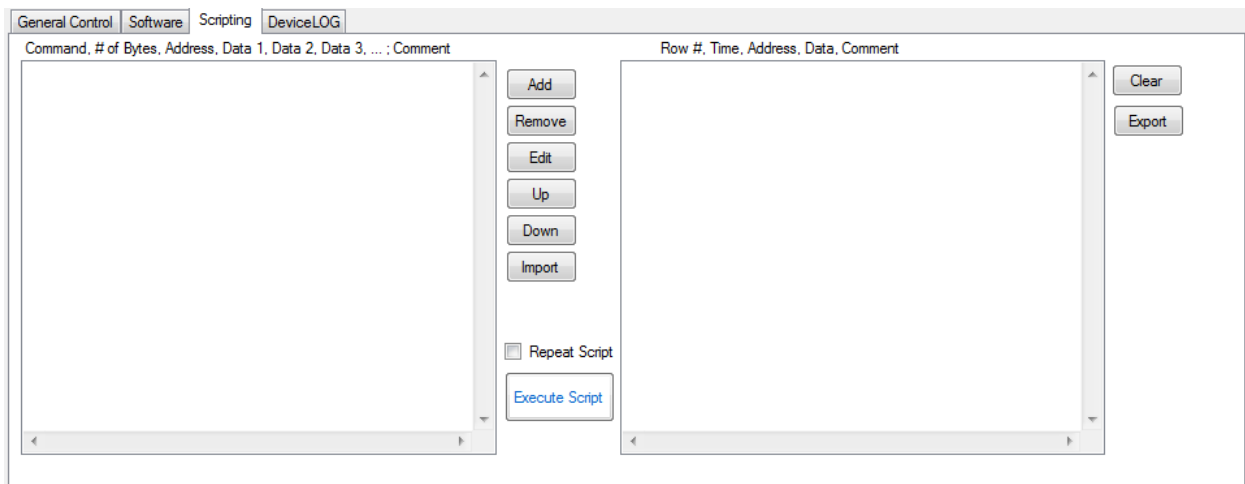 General Control Software Scripting DeviceLOG
Command, # of Bytes, Address, Data 1, Data 2, Data 3, ... ; Comment
Row #, Time, Address, Data, Comment
Add
Remove
Edit
Up
Down
Import
Repeat Script
Execute Script
Clear
Export